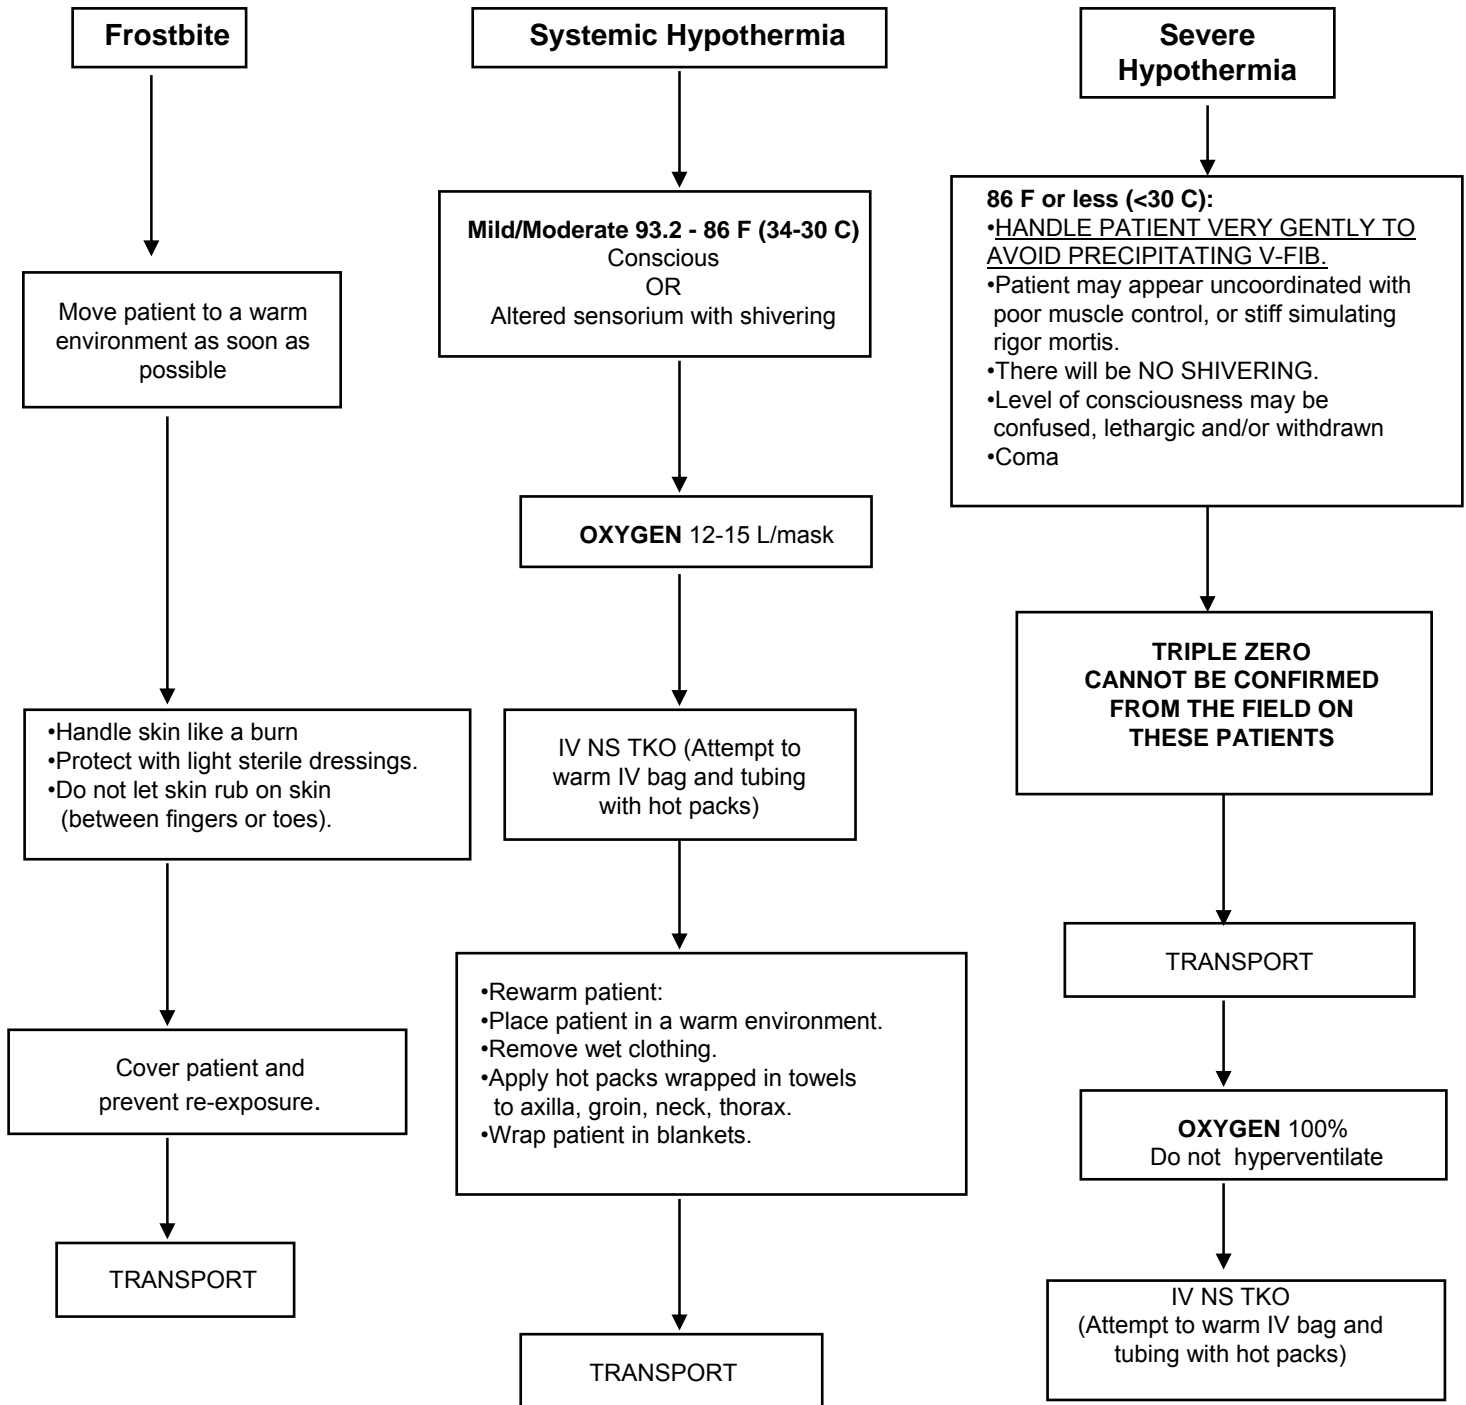 Frostbite
Move patient to a warm
environment as soon as
possible
•Handle skin like a burn
•Protect with light sterile dressings.
•Do not let skin rub on skin
(between fingers or toes).
Cover patient and
prevent re-exposure.
TRANSPORT
Systemic Hypothermia
Mild/Moderate 93.2 - 86 F (34-30 C)
Conscious
OR
Altered sensorium with shivering
OXYGEN 12-15 L/mask
IV NS TKO (Attempt to
warm IV bag and tubing
with hot packs)
•Rewarm patient:
•Place patient in a warm environment.
•Remove wet clothing.
•Apply hot packs wrapped in towels
to axilla, groin, neck, thorax.
•Wrap patient in blankets.
TRANSPORT
Severe
Hypothermia
86 F or less (<30 C):
•HANDLE PATIENT VERY GENTLY TO
AVOID PRECIPITATING V-FIB.
•Patient may appear uncoordinated with
poor muscle control, or stiff simulating
rigor mortis.
•There will be NO SHIVERING.
•Level of consciousness may be
confused, lethargic and/or withdrawn
•Coma
TRIPLE ZERO
CANNOT BE CONFIRMED
FROM THE FIELD ON
THESE PATIENTS
TRANSPORT
OXYGEN 100%
Do not hyperventilate
IV NS TKO
(Attempt to warm IV bag and
tubing with hot packs)